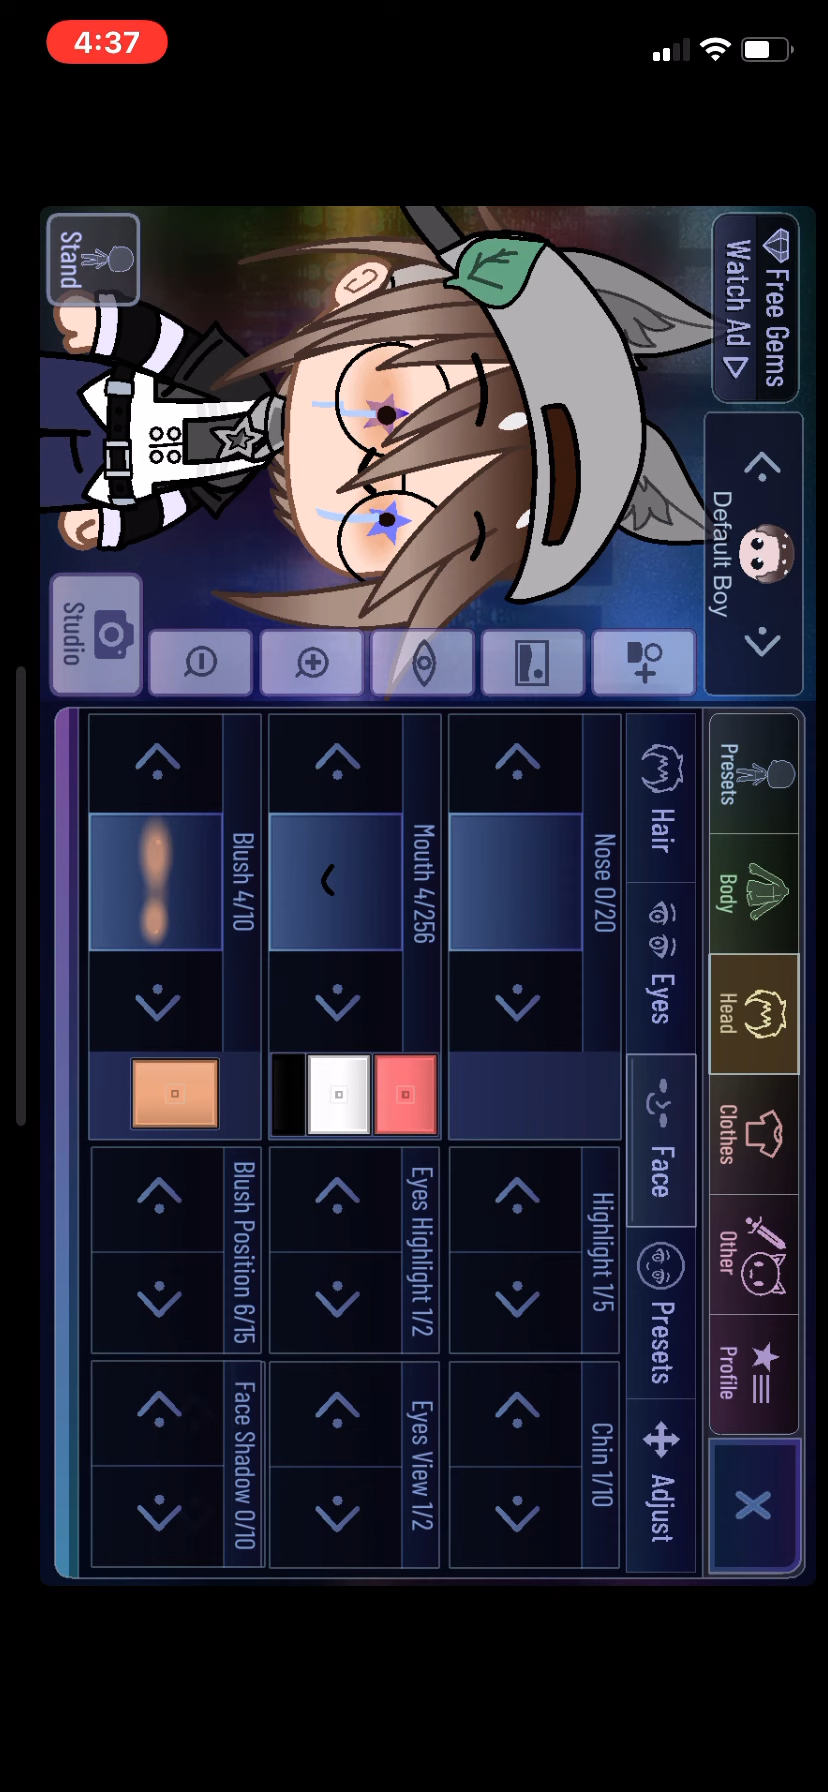 4:37
Free Gems
Watch Ad
Default Boy
Stand
Studio
Presets
Body
Head
Clothes
Other
Profile
X
Hair
Eyes
Face
Presets
Adjust
Nose 0/20
Highlight 1/5
Chin 1/10
Mouth 4/256
Eyes Highlight 1/2
Eyes View 1/2
Blush 4/10
Blush Position 6/15
Face Shadow 0/10